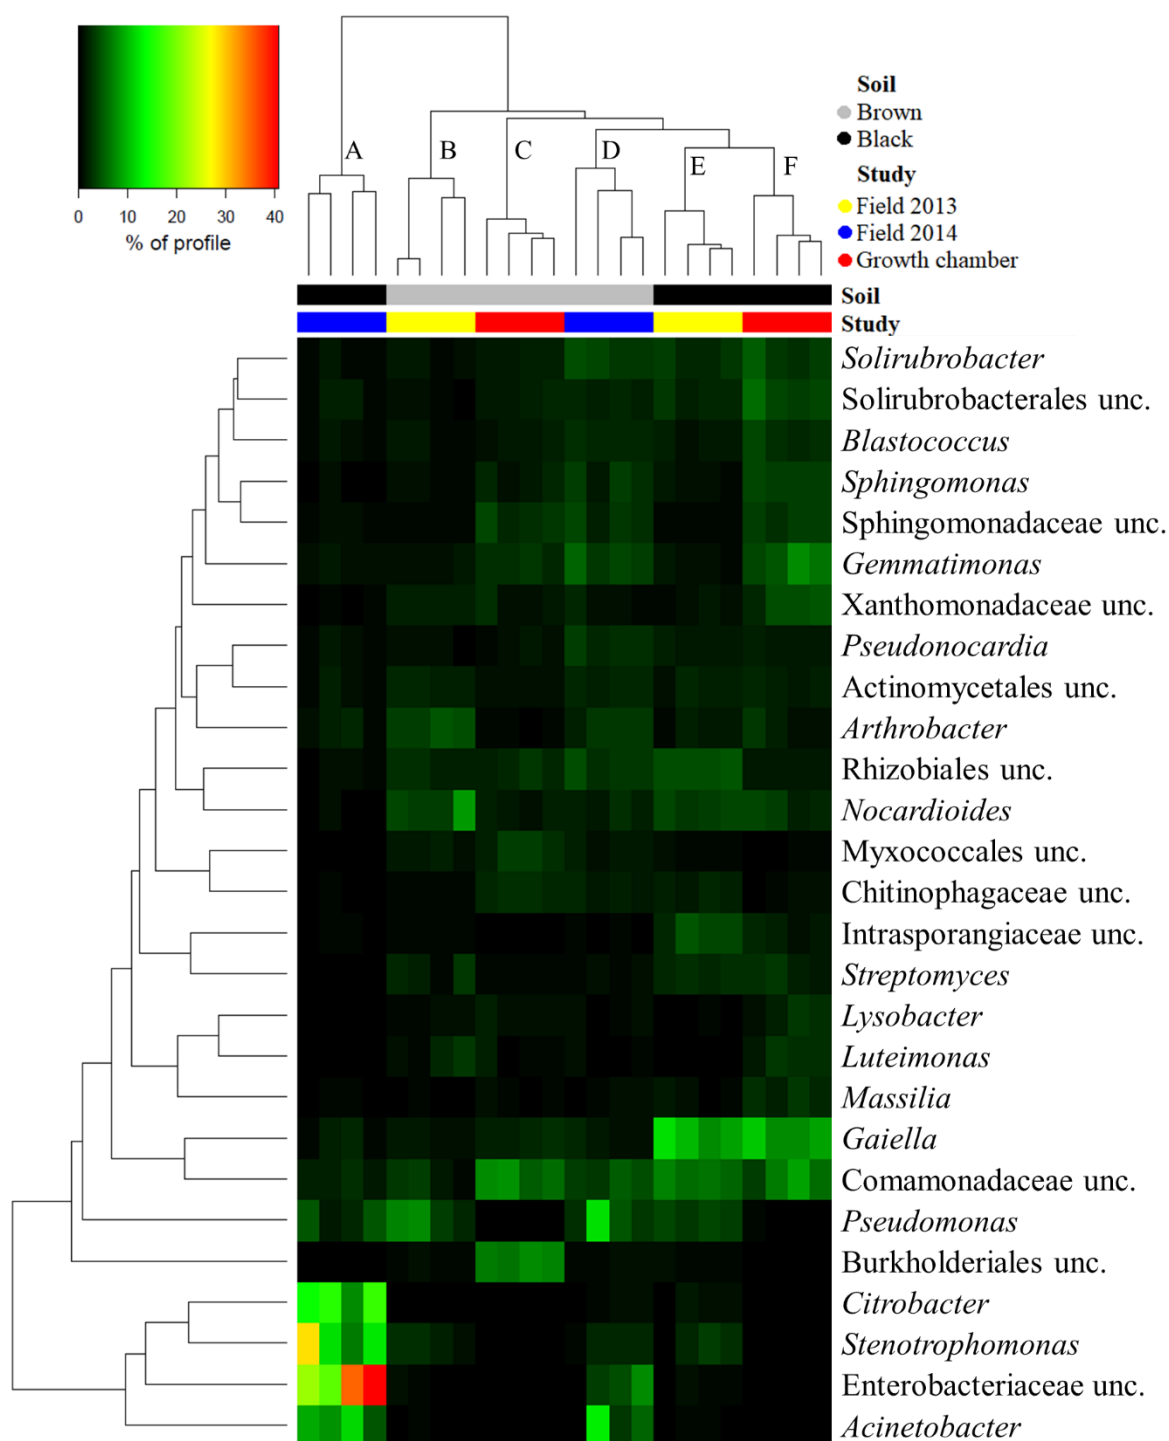 0 10 20 30 40
% of profile
A B C D E F
Soil
Brown
Black
Study
Field 2013
Field 2014
Growth chamber
Soil
Study
Solirubrobacter
Solirubrobacterales unc.
Blastococcus
Sphingomonas
Sphingomonadaceae unc.
Gemmatimonas
Xanthomonadaceae unc.
Pseudonocardia
Actinomycetales unc.
Arthrobacter
Rhizobiales unc.
Nocardioides
Myxococcales unc.
Chitinophagaceae unc.
Intrasporangiaceae unc.
Streptomyces
Lysobacter
Luteimonas
Massilia
Gaiella
Comamonadaceae unc.
Pseudomonas
Burkholderiales unc.
Citrobacter
Stenotrophomonas
Enterobacteriaceae unc.
Acinetobacter